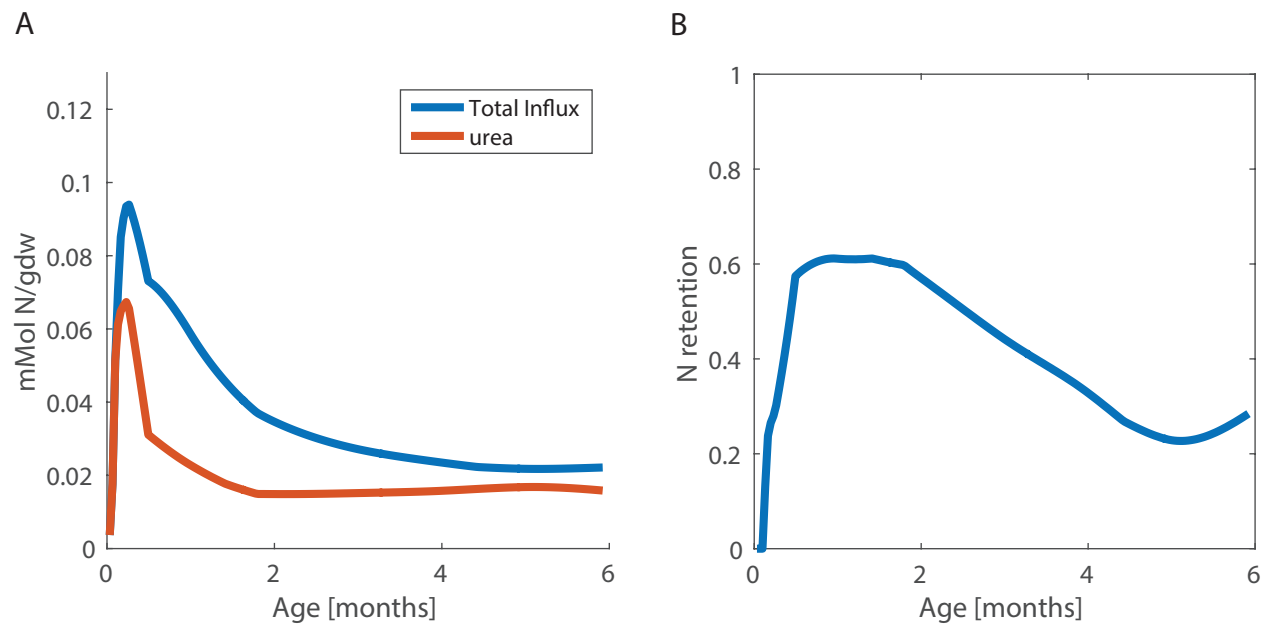 A
mMol N/gdw
0.12
0.1
0.08
0.06
0.04
0.02
0
Total Influx
urea
0
2
4
6
Age [months]
B
N retention
1
0.8
0.6
0.4
0.2
0
0
2
4
6
Age [months]